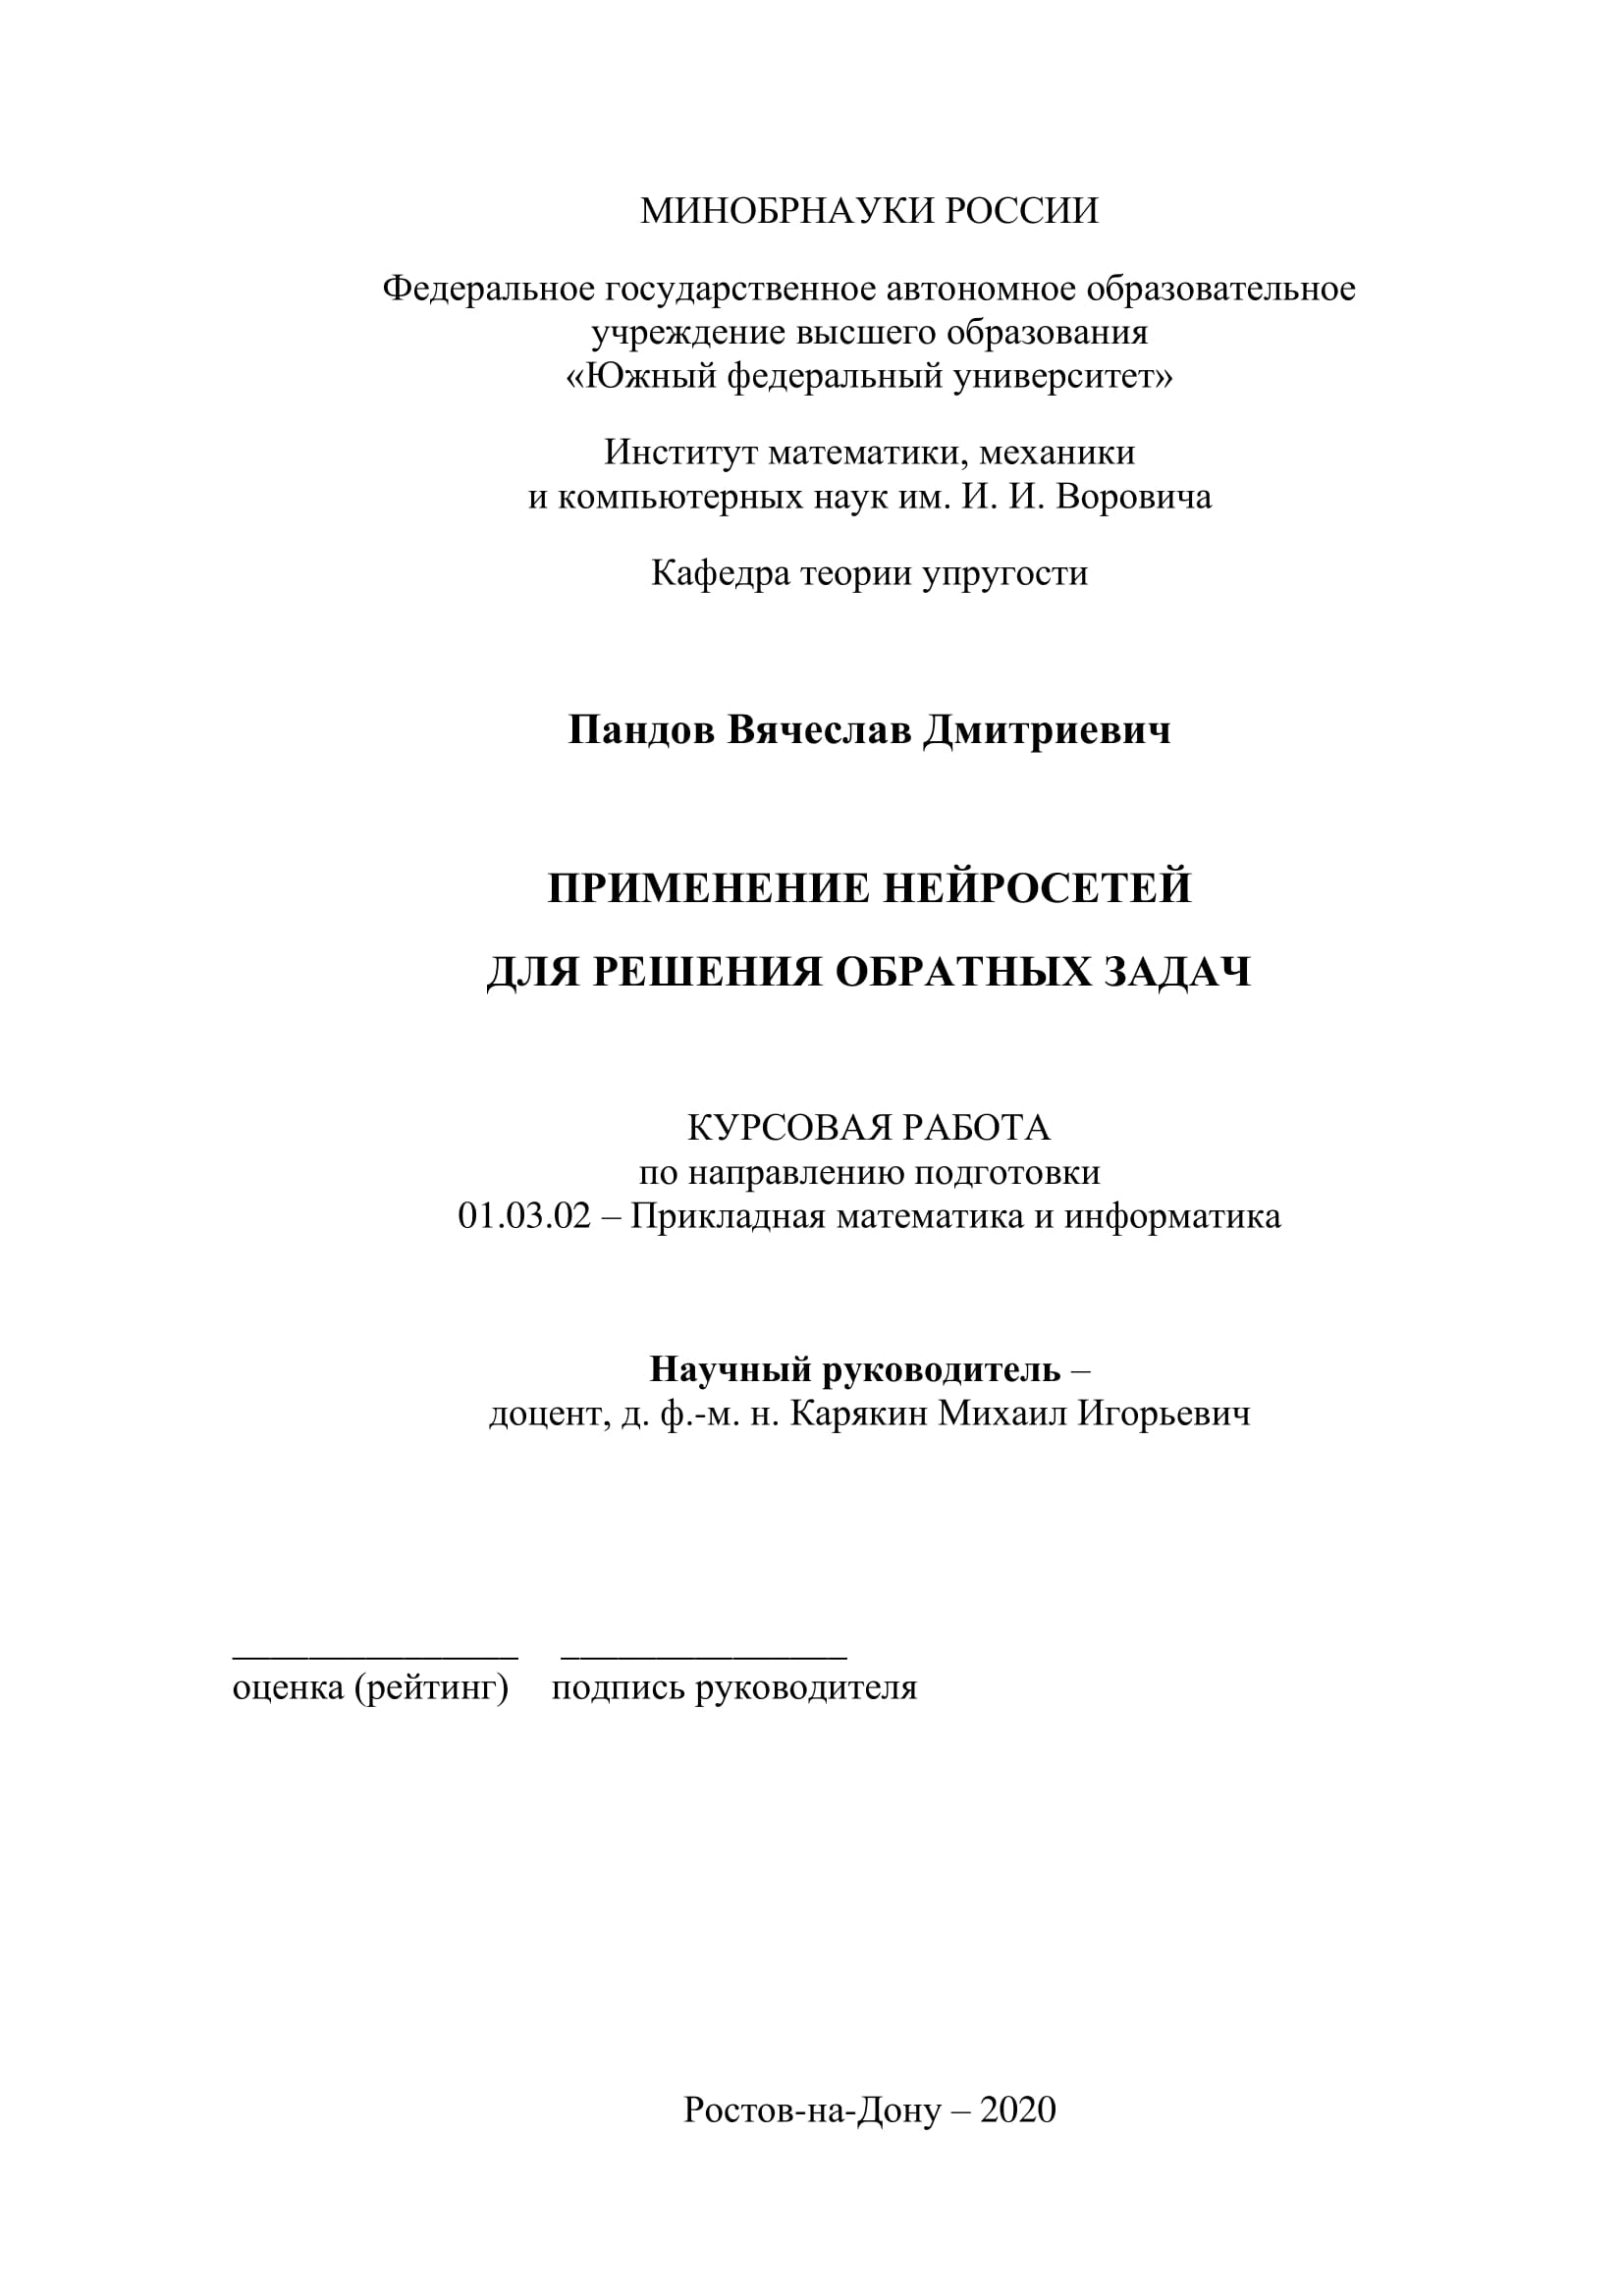 МИНОБРНАУКИ РОССИИ
Федеральное государственное автономное образовательное
учреждение высшего образования
«Южный федеральный университет»
Институт математики, механики
и компьютерных наук им. И. И. Воровича
Кафедра теории упругости
Пандов Вячеслав Дмитриевич
ПРИМЕНЕНИЕ НЕЙРОСЕТЕЙ
ДЛЯ РЕШЕНИЯ ОБРАТНЫХ ЗАДАЧ
КУРСОВАЯ РАБОТА
по направлению подготовки
01.03.02 – Прикладная математика и информатика
Научный руководитель –
доцент, д. ф.-м. н. Карякин Михаил Игорьевич
_______________ _______________
оценка (рейтинг) подпись руководителя
Ростов-на-Дону – 2020